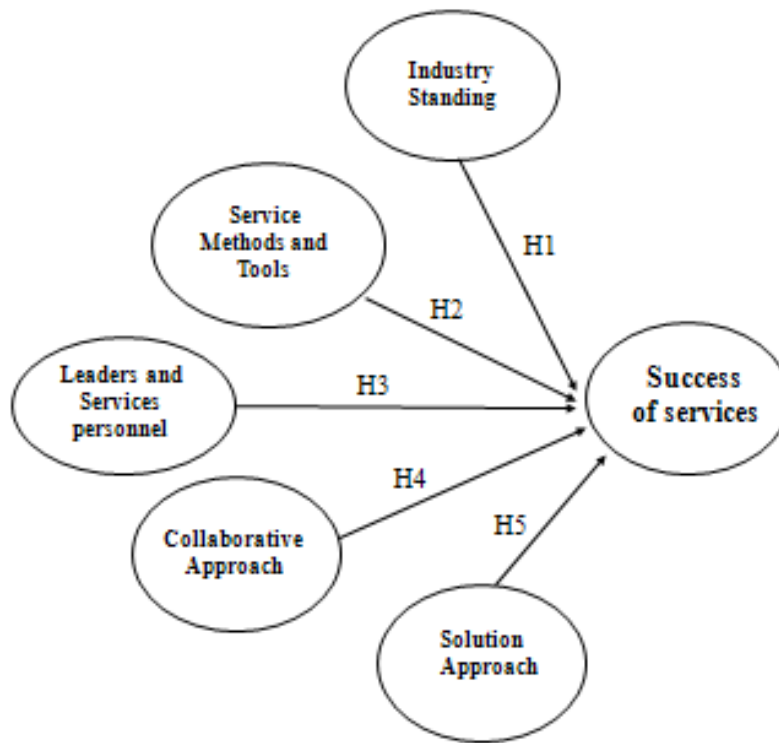 Industry
Standing
H1
Service
Methods and
Tools
H2
Leaders and
Services
personnel
H3
Success
of services
Collaborative
Approach
H4
Solution
Approach
H5